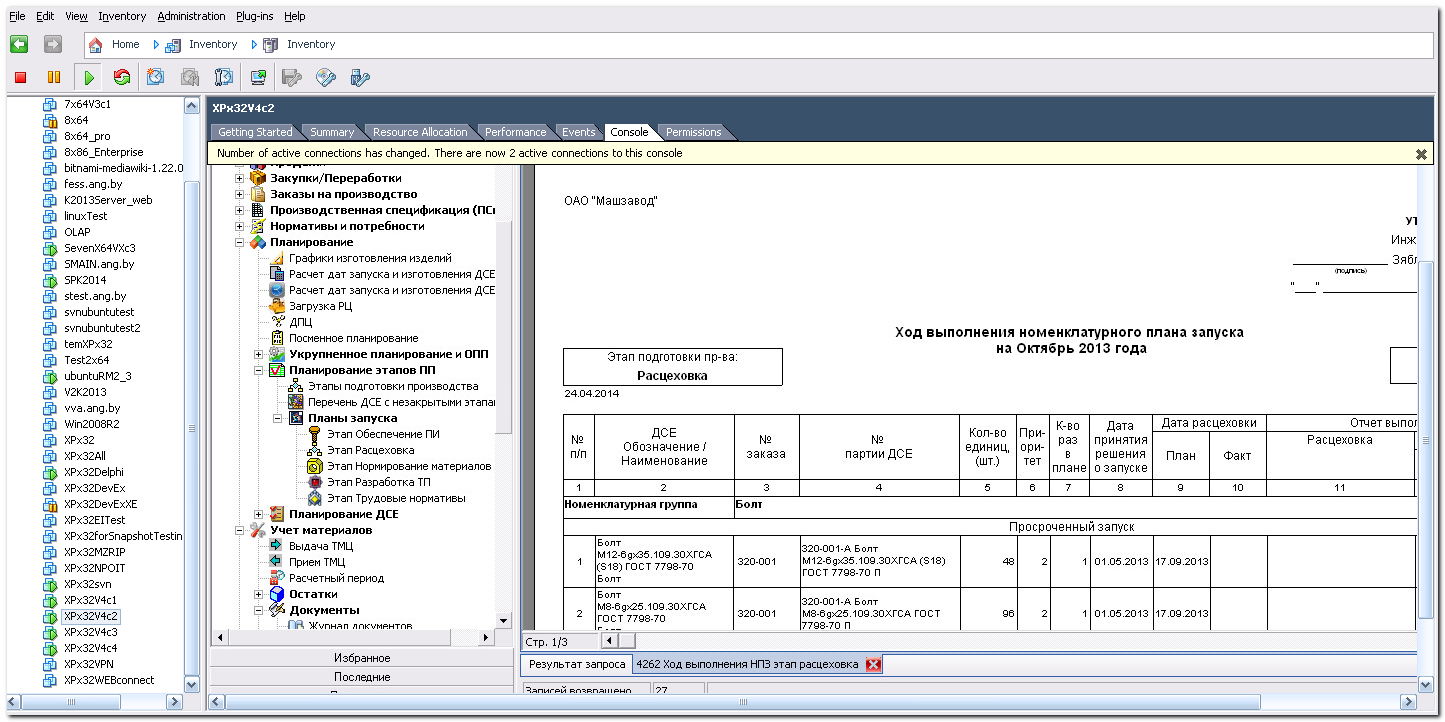 File Edit View Inventory Administration Plug-ins Help
Home Inventory Inventory
7x64V3c1
8x64
8x64_pro
8x86_Enterprise
bitnami-mediawiki-1.22.0
fess.ang.by
K2013Server_web
linuxTest
OLAP
SevenX64VXc3
SMAIN.ang.by
SPK2014
stest.ang.by
svnubuntutest
svnubuntutest2
temXPx32
Test2x64
ubuntuRM2_3
V2K2013
vva.ang.by
Win2008R2
XPx32
XPx32All
XPx32Delphi
XPx32DevEx
XPx32DevExXE
XPx32EITest
XPx32forSnapshotTestin
XPx32MZRIP
XPx32NPOIT
XPx32svn
XPx32V4c1
XPx32V4c2
XPx32V4c3
XPx32V4c4
XPx32VPN
XPx32WEBconnect
XPx32V4c2
Getting Started Summary Resource Allocation Performance Events Console Permissions
Number of active connections has changed. There are now 2 active connections to this console
Закупки/Переработки
Заказы на производство
Производственная спецификация (ПС
Нормативы и потребности
Планирование
Графики изготовления изделий
Расчет дат запуска и изготовления ДСЕ
Расчет дат запуска и изготовления ДСЕ
Загрузка РЦ
ДПЦ
Посменное планирование
Укрупненное планирование и ОПП
Планирование этапов ПП
Этапы подготовки производства
Перечень ДСЕ с незакрытыми этапа
Планы запуска
Этап Обеспечение ПИ
Этап Расцеховка
Этап Нормирование материалов
Этап Разработка ТП
Этап Трудовые нормативы
Планирование ДСЕ
Учет материалов
Выдача ТМЦ
Прием ТМЦ
Расчетный период
Остатки
Документы
Журнал документов
Избранное
Последние
ОАО "Машзавод"
УТ
Инж
Зябл
(подпись)
"___"
Ход выполнения номенклатурного плана запуска
на Октябрь 2013 года
Этап подготовки пр-ва:
Расцеховка
24.04.2014
№ п/п ДСЕ Обозначение / Наименование № заказа № партии ДСЕ Кол-во единиц, (шт.) При-ори-тет К-во раз в плане Дата принятия решения о запуске Дата расцеховки Отчет выпол
План Факт Расцеховка
1 2 3 4 5 6 7 8 9 10 11
Номенклатурная группа Болт
Просроченный запуск
1 Болт М12-6gх35.109.30ХГСА (S18) ГОСТ 7798-70 Болт 320-001 320-001-А Болт М12-6gх35.109.30ХГСА (S18) ГОСТ 7798-70 П 48 2 1 01.05.2013 17.09.2013
2 Болт М8-6gх25.109.30ХГСА ГОСТ 7798-70 320-001 320-001-А Болт М8-6gх25.109.30ХГСА ГОСТ 7798-70 П 96 2 1 01.05.2013 17.09.2013
Стр. 1/3
Результат запроса 4262 Ход выполнения НПЗ этап расцеховка
Записей возвращено 27